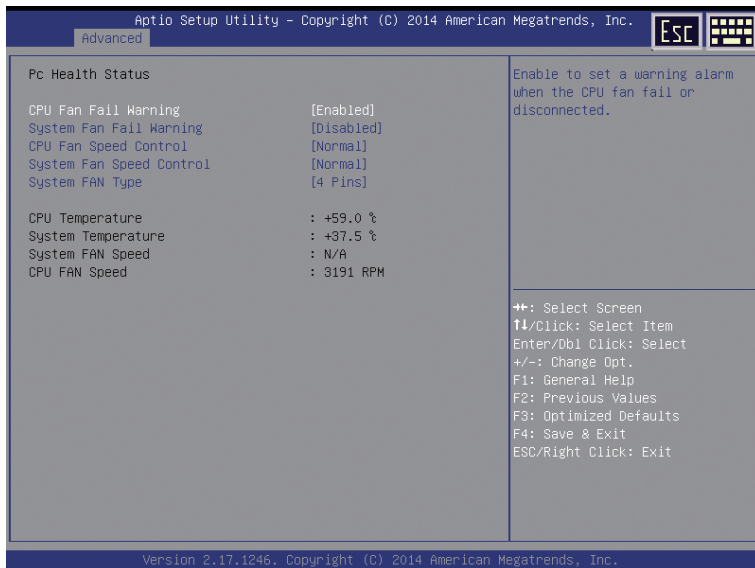 Aptio Setup Utility – Copyright (C) 2014 American Megatrends, Inc.
Esc
Advanced
Pc Health Status
CPU Fan Fail Warning [Enabled]
System Fan Fail Warning [Disabled]
CPU Fan Speed Control [Normal]
System Fan Speed Control [Normal]
System FAN Type [4 Pins]
CPU Temperature : +59.0 ℃
System Temperature : +37.5 ℃
System FAN Speed : N/A
CPU FAN Speed : 3191 RPM
Enable to set a warning alarm
when the CPU fan fail or
disconnected.
→←: Select Screen
↑↓/Click: Select Item
Enter/Dbl Click: Select
+/-: Change Opt.
F1: General Help
F2: Previous Values
F3: Optimized Defaults
F4: Save & Exit
ESC/Right Click: Exit
Version 2.17.1246. Copyright (C) 2014 American Megatrends, Inc.